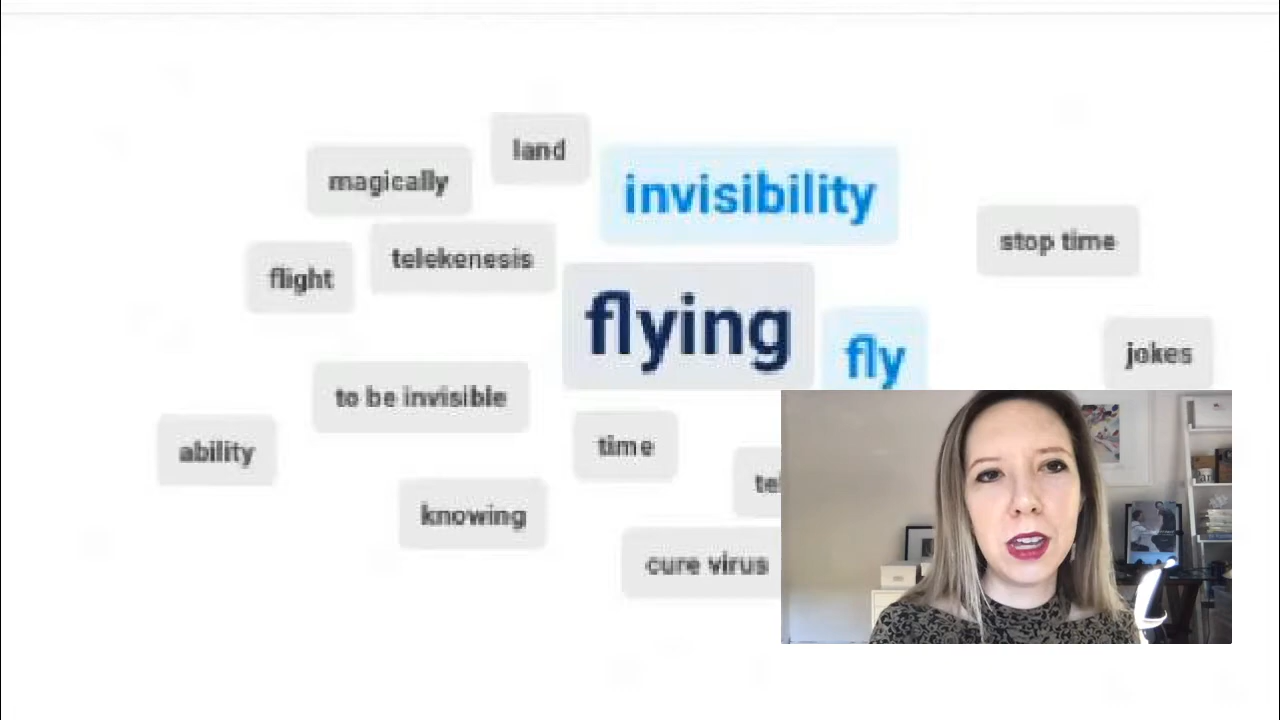 land
magically
invisibility
stop time
telekenesis
flight
flying
fly
jokes
to be invisible
time
ability
knowing
cure virus